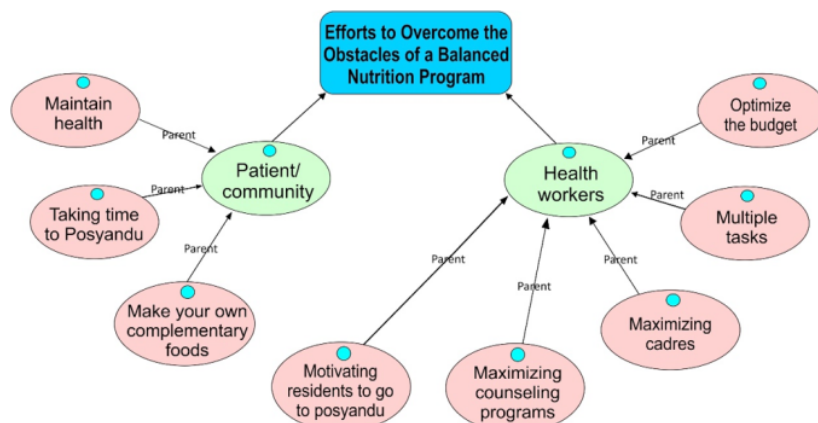 Efforts to Overcome the
Obstacles of a Balanced
Nutrition Program
Maintain
health
Parent
Patient/
community
Parent
Taking time
to Posyandu
Parent
Make your own
complementary
foods
Optimize
the budget
Parent
Health
workers
Parent
Multiple
tasks
Parent
Maximizing
cadres
Parent
Maximizing
counseling
programs
Parent
Motivating
residents to go
to posyandu